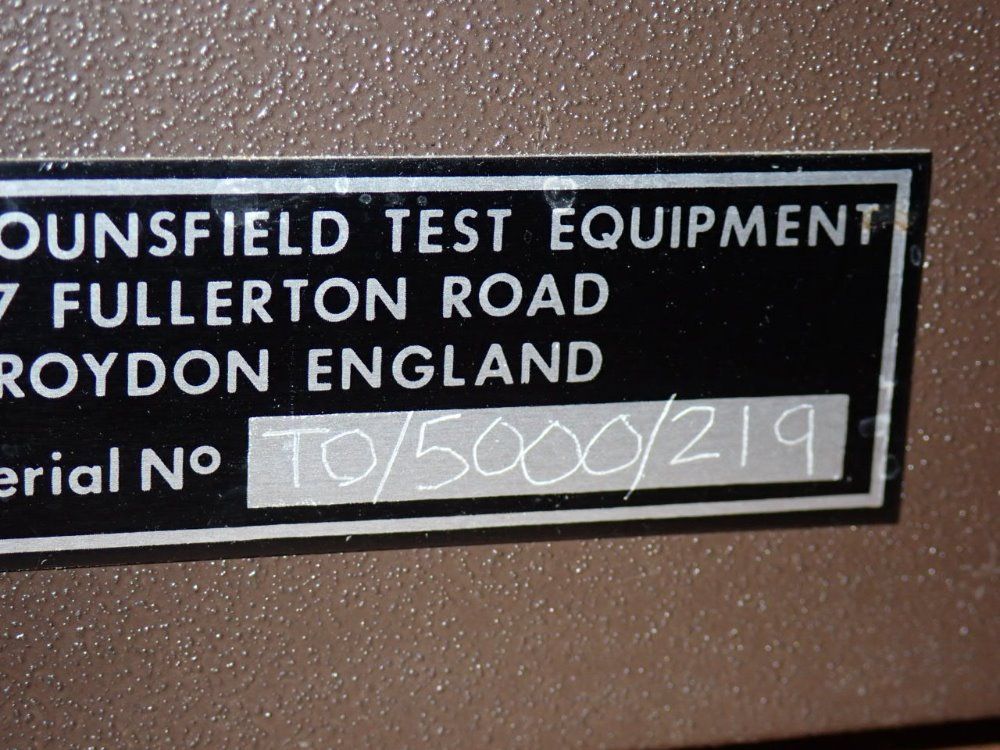 OUNSFIELD TEST EQUIPMENT
7 FULLERTON ROAD
ROYDON ENGLAND
erial Nº TO/5000/219